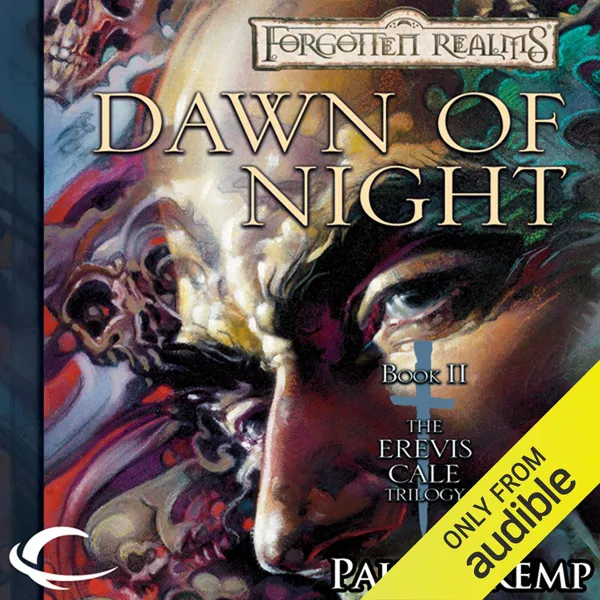 FORGOTTEN REALMS
DAWN OF
NIGHT
BOOK II
THE
EREVIS
CALE
TRILOGY
ONLY FROM
audible